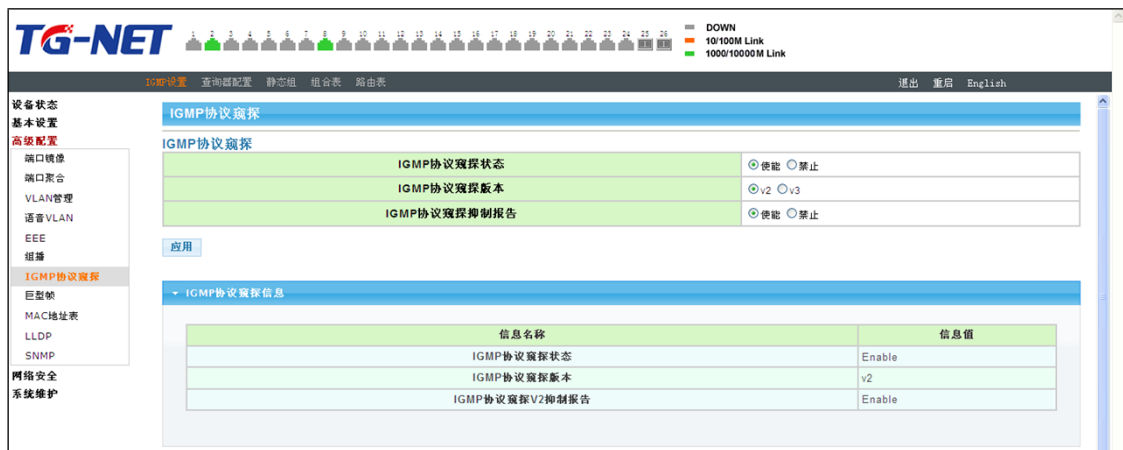 TG-NET
1 2 3 4 5 6 7 8 9 10 11 12 13 14 15 16 17 18 19 20 21 22 23 24 25 26
DOWN
10/100M Link
1000/10000M Link
IGMP设置 查询器配置 静态组 组合表 路由表 退出 重启 English
设备状态
基本设置
高级配置
端口镜像
端口聚合
VLAN管理
语音VLAN
EEE
组播
IGMP协议窥探
巨型帧
MAC地址表
LLDP
SNMP
网络安全
系统维护
IGMP协议窥探
IGMP协议窥探
IGMP协议窥探状态 使能 禁止
IGMP协议窥探版本 v2 v3
IGMP协议窥探抑制报告 使能 禁止
应用
IGMP协议窥探信息
信息名称 信息值
IGMP协议窥探状态 Enable
IGMP协议窥探版本 v2
IGMP协议窥探V2抑制报告 Enable